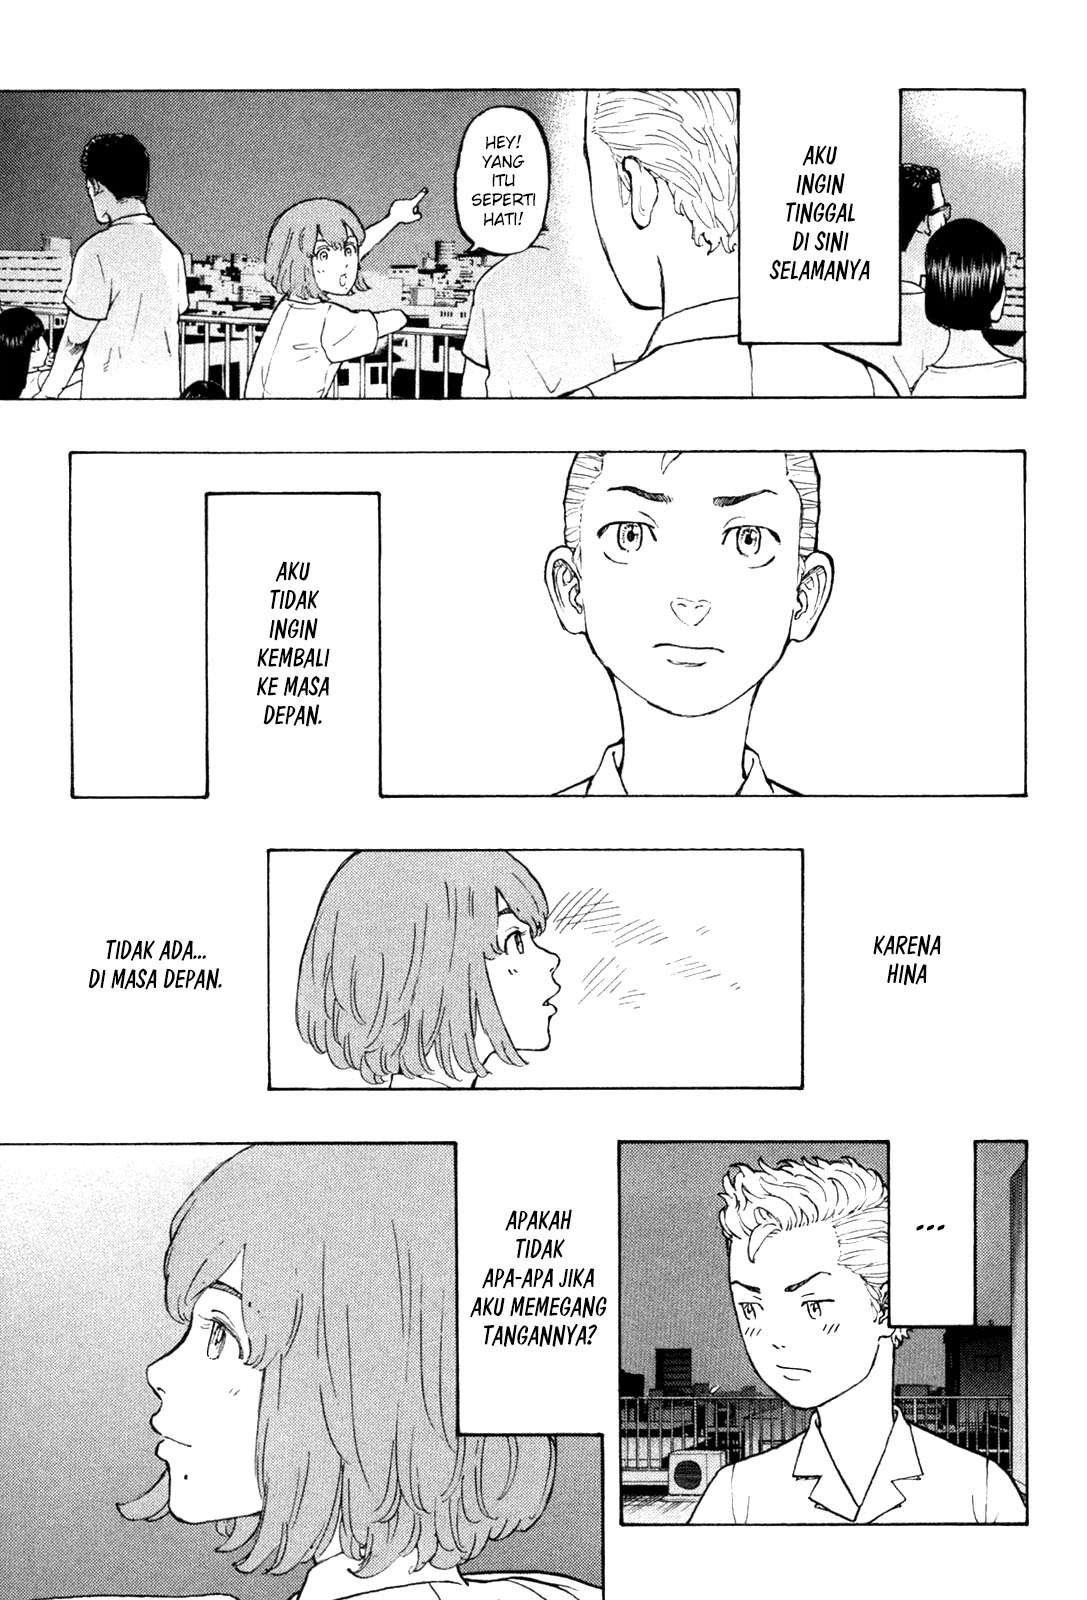 AKU
INGIN
TINGGAL
DI SINI
SELAMANYA
HEY!
YANG
ITU
SEPERTI
HATI!
AKU
TIDAK
INGIN
KEMBALI
KE MASA
DEPAN.
KARENA
HINA
TIDAK ADA...
DI MASA DEPAN.
...
APAKAH
TIDAK
APA-APA JIKA
AKU MEMEGANG
TANGANNYA?